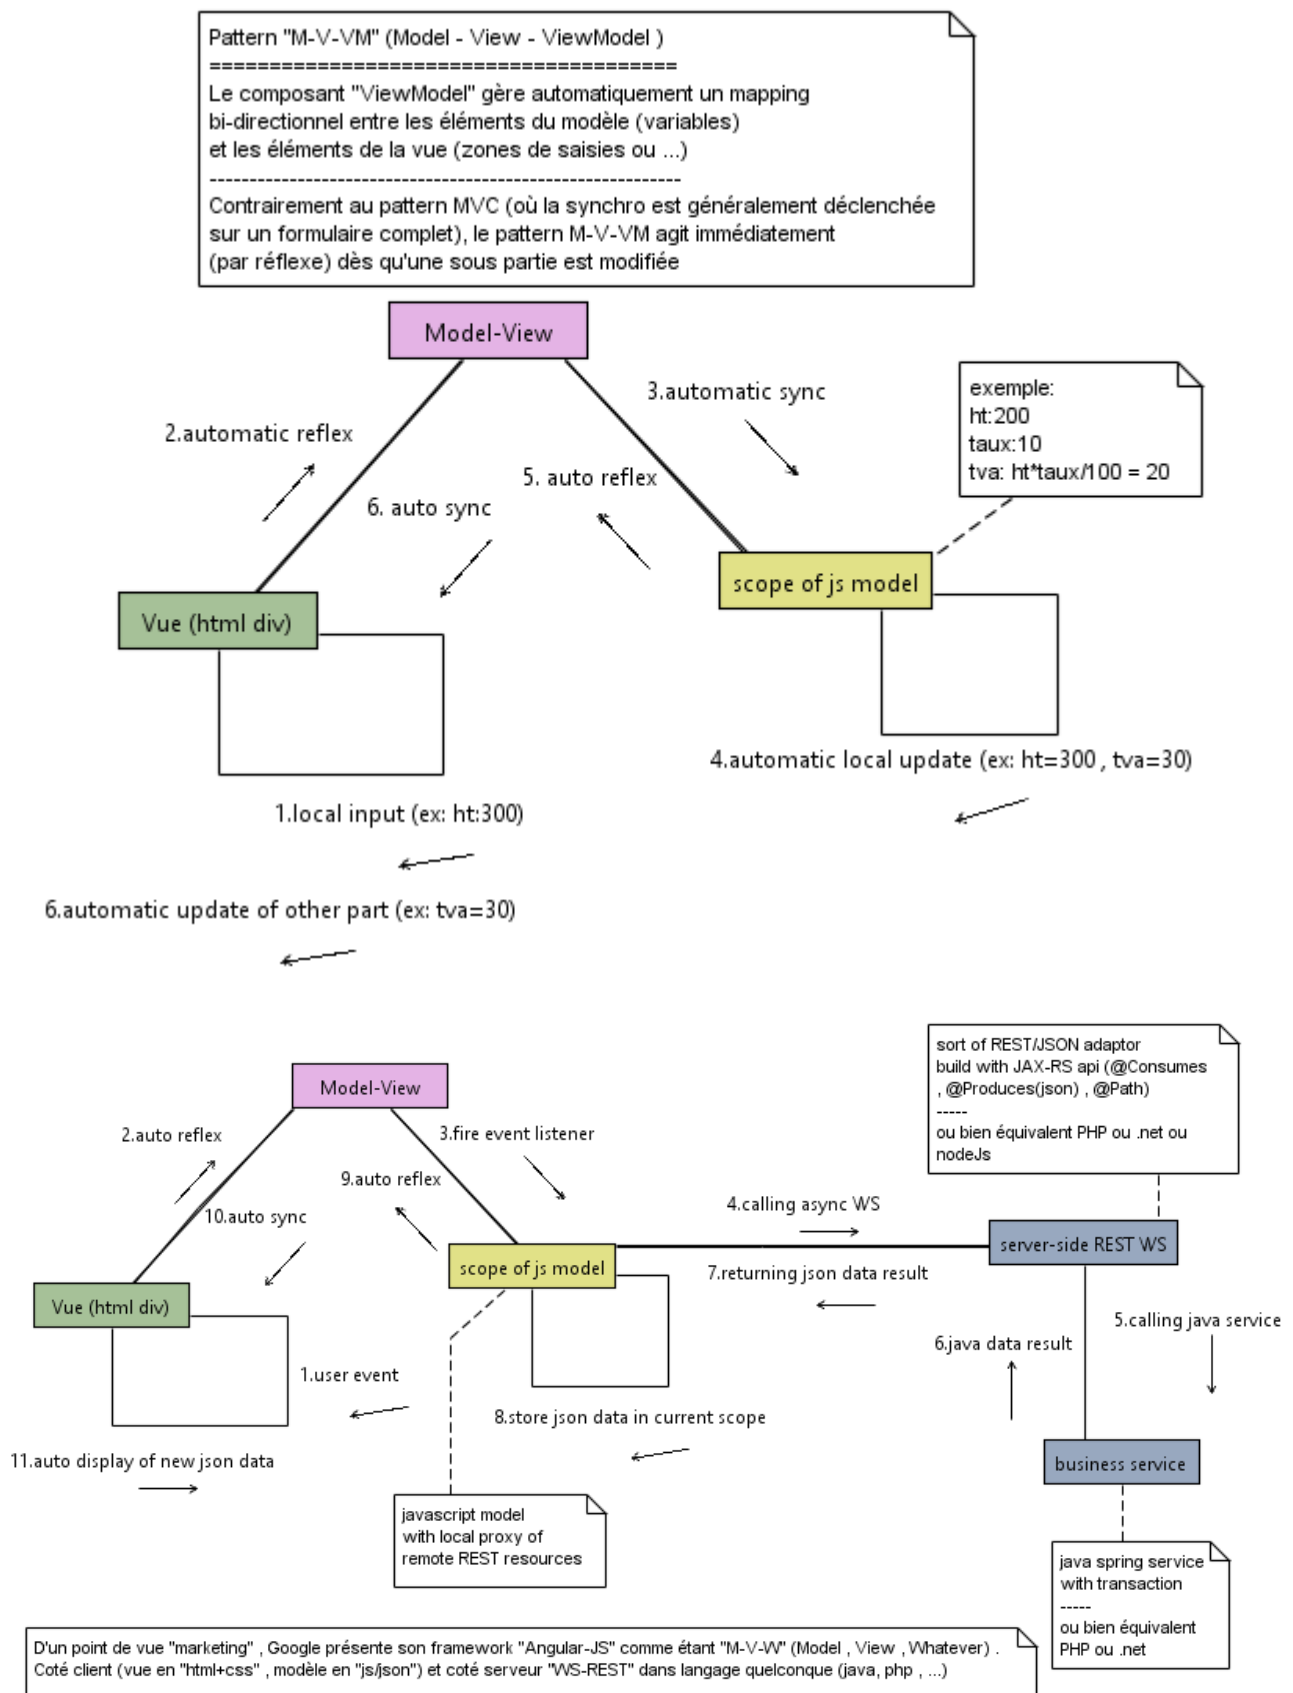 Pattern "M-V-VM" (Model - View - ViewModel )
=======================================
Le composant "ViewModel" gère automatiquement un mapping
bi-directionnel entre les éléments du modèle (variables)
et les éléments de la vue (zones de saisies ou ...)
-----------------------------------------------------------
Contrairement au pattern MVC (où la synchro est généralement déclenchée
sur un formulaire complet), le pattern M-V-VM agit immédiatement
(par réflexe) dès qu'une sous partie est modifiée
Model-View
3.automatic sync
exemple:
ht:200
taux:10
tva: ht*taux/100 = 20
2.automatic reflex
5. auto reflex
6. auto sync
scope of js model
Vue (html div)
4.automatic local update (ex: ht=300 , tva=30)
1.local input (ex: ht:300)
6.automatic update of other part (ex: tva=30)
sort of REST/JSON adaptor
build with JAX-RS api (@Consumes
, @Produces(json) , @Path)
-----
ou bien équivalent PHP ou .net ou
nodeJs
Model-View
2.auto reflex
3.fire event listener
9.auto reflex
10.auto sync
4.calling async WS
server-side REST WS
scope of js model
7.returning json data result
Vue (html div)
5.calling java service
6.java data result
1.user event
8.store json data in current scope
11.auto display of new json data
business service
javascript model
with local proxy of
remote REST resources
java spring service
with transaction
-----
ou bien équivalent
PHP ou .net
D'un point de vue "marketing" , Google présente son framework "Angular-JS" comme étant "M-V-W" (Model , View , Whatever) .
Coté client (vue en "html+css" , modèle en "js/json") et coté serveur "WS-REST" dans langage quelconque (java, php , ...)